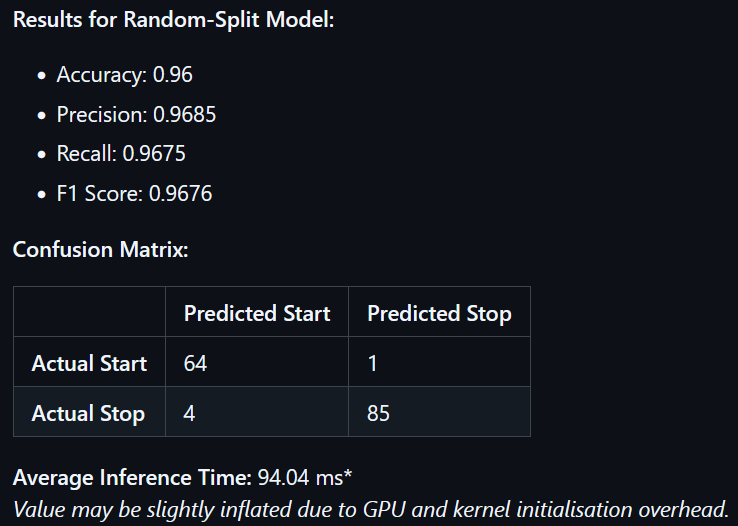 Results for Random-Split Model:
• Accuracy: 0.96
• Precision: 0.9685
• Recall: 0.9675
• F1 Score: 0.9676
Confusion Matrix:
Predicted Start Predicted Stop
Actual Start 64 1
Actual Stop 4 85
Average Inference Time: 94.04 ms*
Value may be slightly inflated due to GPU and kernel initialisation overhead.